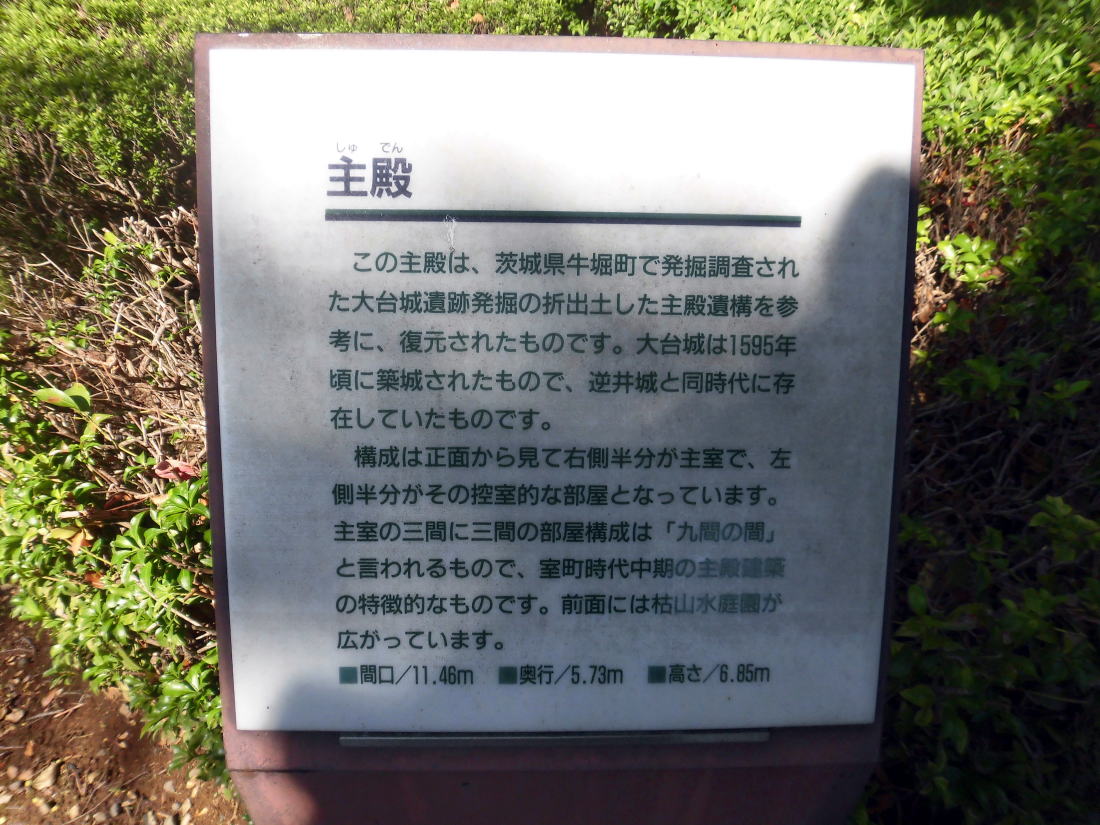 しゅ でん
主殿
この主殿は、茨城県牛堀町で発掘調査され
た大台城遺跡発掘の折出土した主殿遺構を参
考に、復元されたものです。大台城は1595年
頃に築城されたもので、逆井城と同時代に存
在していたものです。
構成は正面から見て右側半分が主室で、左
側半分がその控室的な部屋となっています。
主室の三間に三間の部屋構成は「九間の間」
と言われるもので、室町時代中期の主殿建築
の特徴的なものです。前面には枯山水庭園が
広がっています。
■間口／11.46m ■奥行／5.73m ■高さ／6.85m